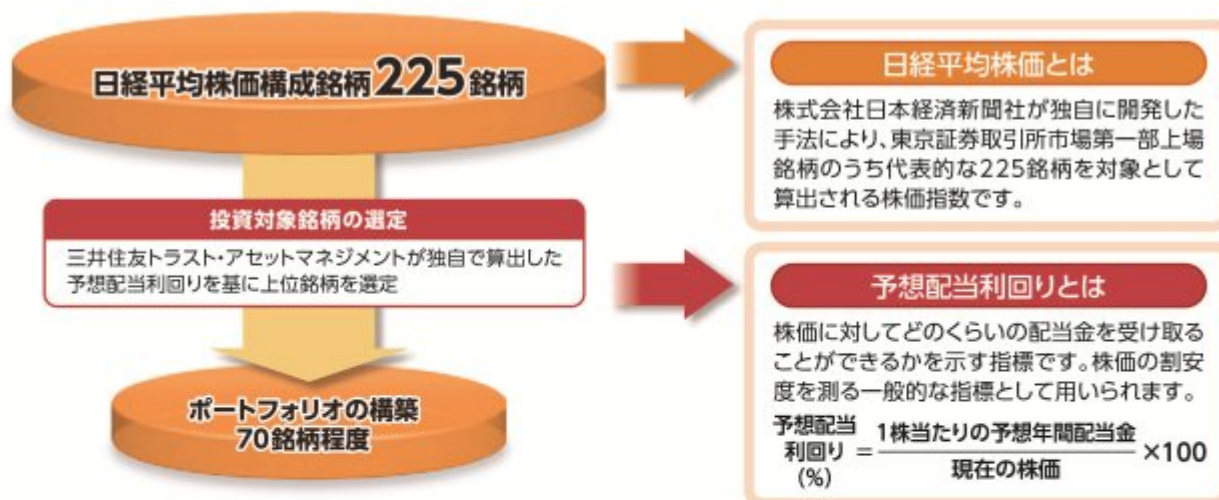 日経平均株価構成銘柄225銘柄
投資対象銘柄の選定
三井住友トラスト・アセットマネジメントが独自で算出した
予想配当利回りを基に上位銘柄を選定
ポートフォリオの構築
70銘柄程度
日経平均株価とは
株式会社日本経済新聞社が独自に開発した
手法により、東京証券取引所市場第一部上場
銘柄のうち代表的な225銘柄を対象として
算出される株価指数です。
予想配当利回りとは
株価に対してどのくらいの配当金を受け取る
ことができるかを示す指標です。株価の割安
度を測る一般的な指標として用いられます。
予想配当
利回り
(%)
=
1株当たりの予想年間配当金
現在の株価
×100